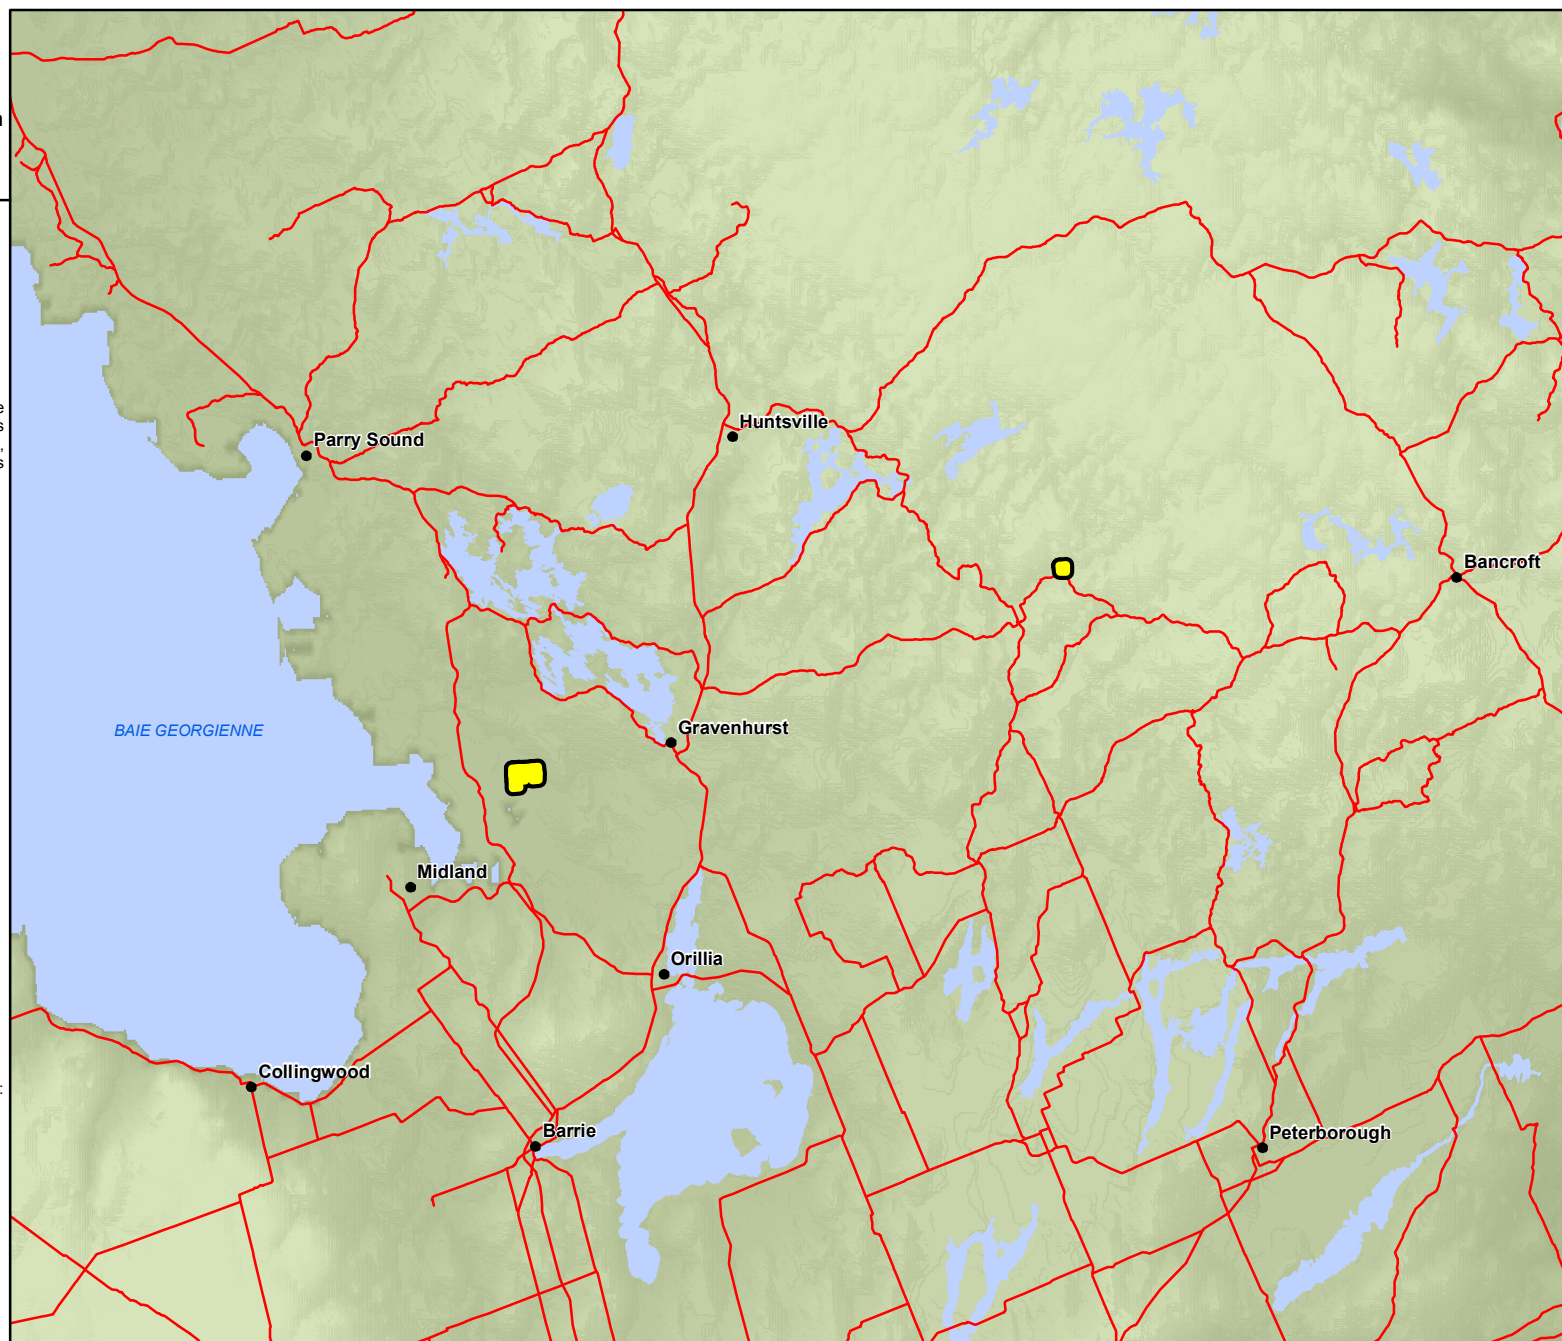 Huntsville
Parry Sound
Bancroft
BAIE GEORGIENNE
Gravenhurst
Midland
Orillia
Collingwood
Barrie
Peterborough